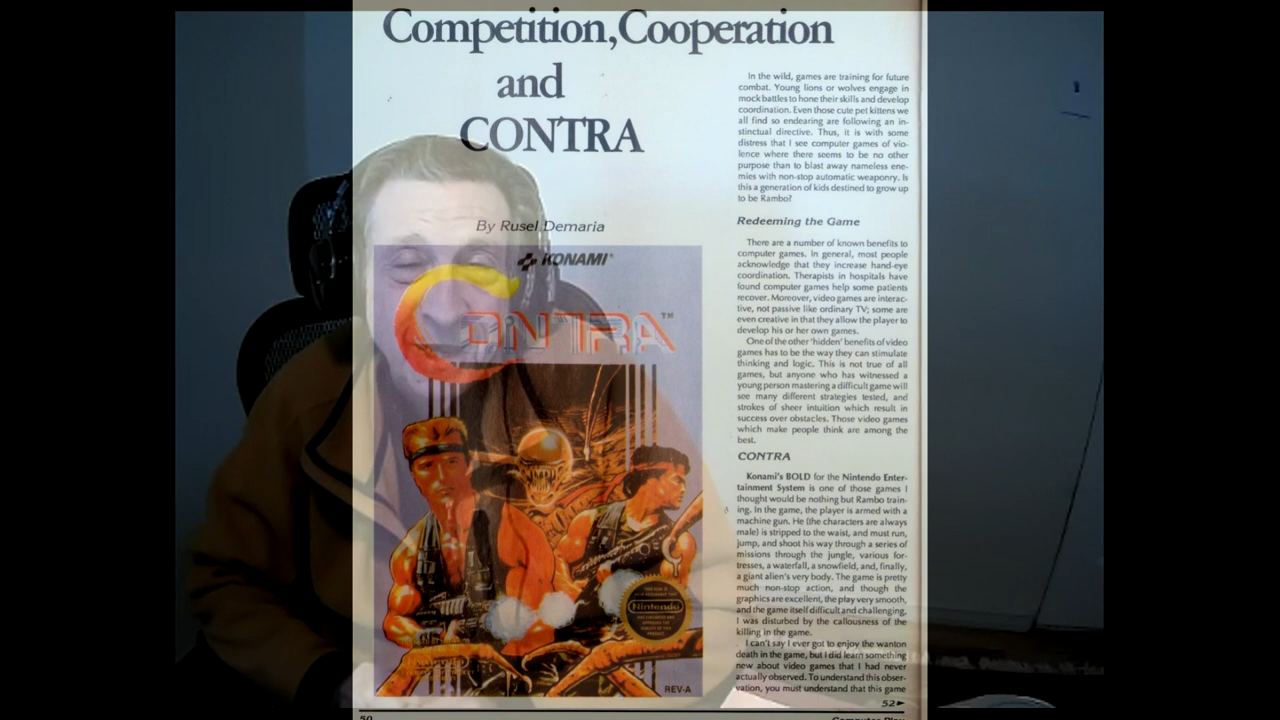 Competition, Cooperation
and
CONTRA
By Rusel Demaria
KONAMI®
CONTRA™
Nintendo
REV-A
In the wild, games are training for future
combat. Young lions or wolves engage in
mock battles to hone their skills and develop
coordination. Even those cute pet kittens we
all find so endearing are following an in-
stinctual directive. Thus, it is with some
distress that I see computer games of vio-
lence where there seems to be no other
purpose than to blast away nameless ene-
mies with non-stop automatic weaponry. Is
this a generation of kids destined to grow up
to be Rambo?
Redeeming the Game
There are a number of known benefits to
computer games. In general, most people
acknowledge that they increase hand-eye
coordination. Therapists in hospitals have
found computer games help some patients
recover. Moreover, video games are interac-
tive, not passive like ordinary TV; some are
even creative in that they allow the player to
develop his or her own games.
One of the other 'hidden' benefits of video
games has to be the way they can stimulate
thinking and logic. This is not true of all
games, but anyone who has witnessed a
young person mastering a difficult game will
see many different strategies tested, and
strokes of sheer intuition which result in
success over obstacles. Those video games
which make people think are among the
best.
CONTRA
Konami's BOLD for the Nintendo Enter-
tainment System is one of those games I
thought would be nothing but Rambo train-
ing. In the game, the player is armed with a
machine gun. He (the characters are always
male) is stripped to the waist, and must run,
jump, and shoot his way through a series of
missions through the jungle, various for-
tresses, a waterfall, a snowfield, and, finally,
a giant alien's very body. The game is pretty
much non-stop action, and though the
graphics are excellent, the play very smooth,
and the game itself difficult and challenging,
I was disturbed by the callousness of the
killing in the game.
I can't say I ever got to enjoy the wanton
death in the game, but I did learn something
new about video games that I had never
actually observed. To understand this obser-
vation, you must understand that this game
52►
50
Computer Play